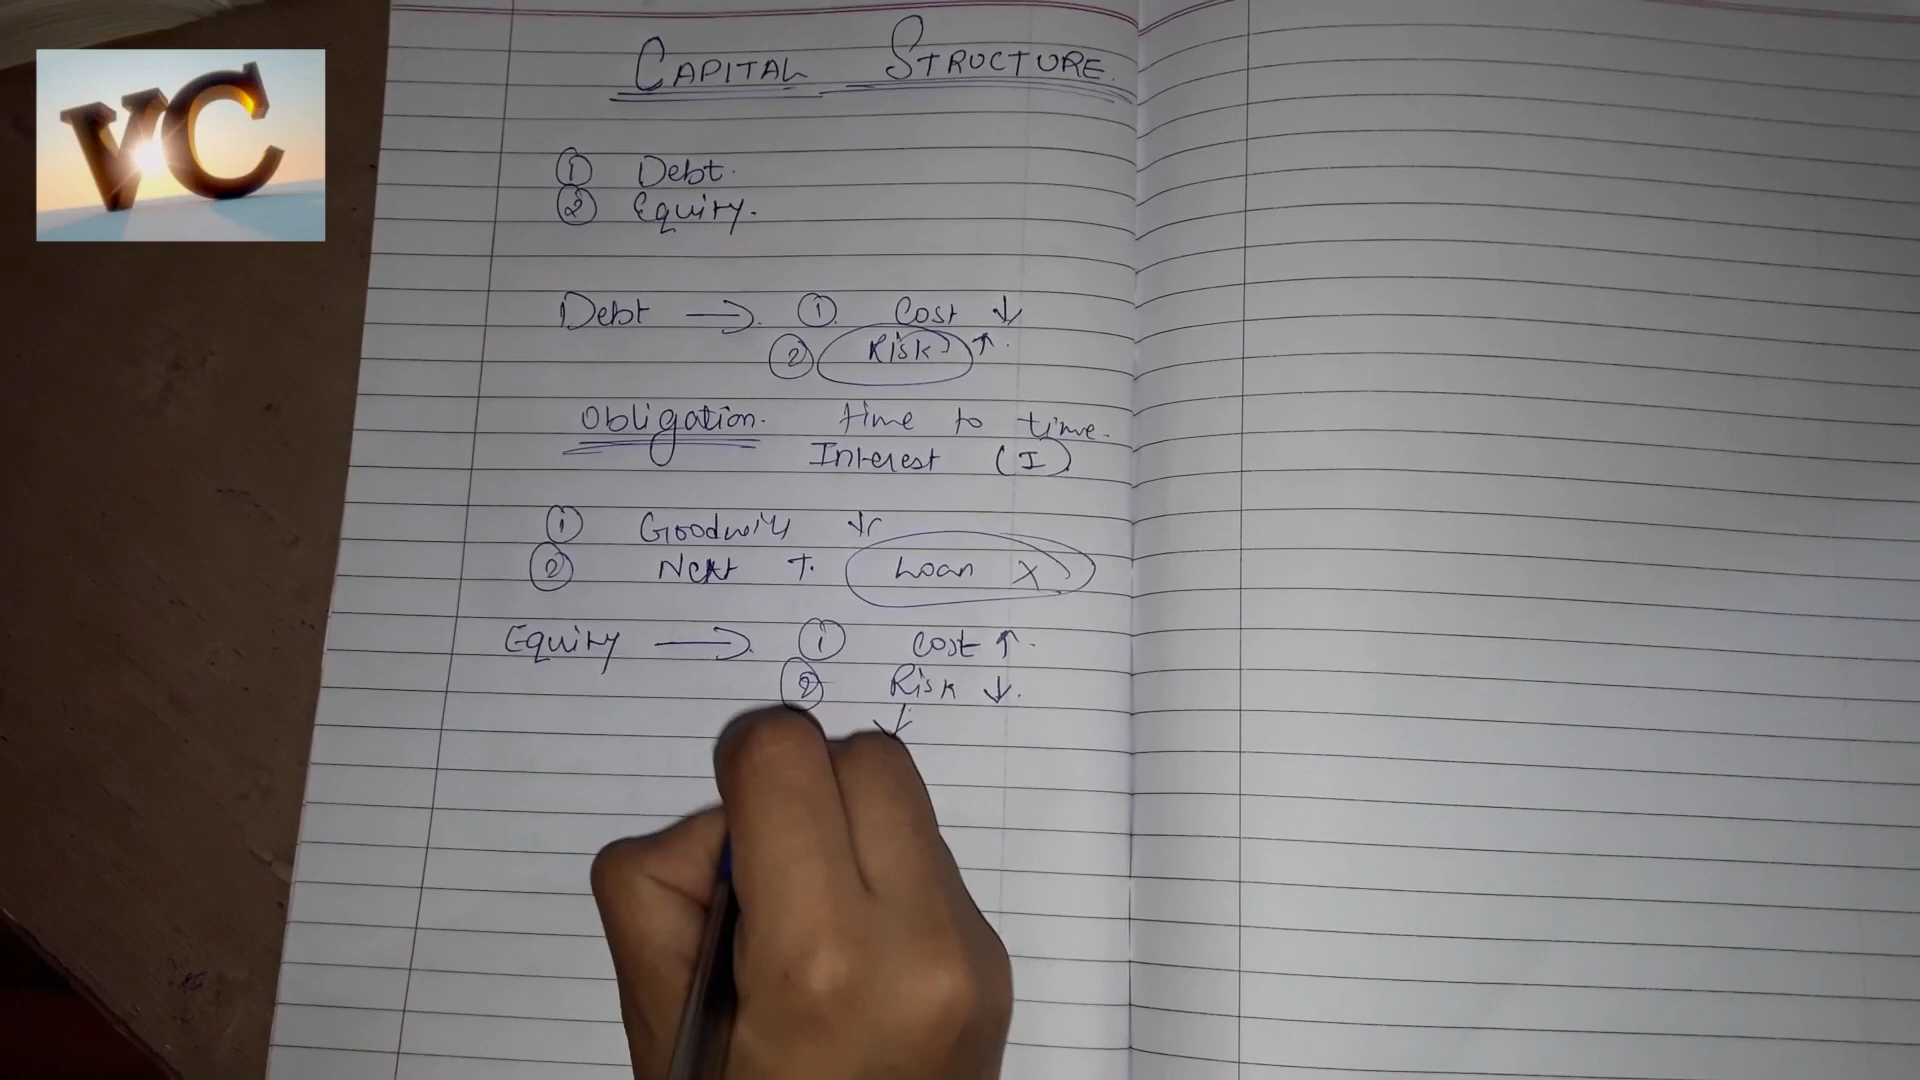 VC
CAPITAL STRUCTURE.
① Debt.
② Equity.
Debt → ① Cost ↓
② Risk ↑.
Obligation. time to time.
Interest (I)
① Goodwill ↓
② Next T. Loan X
Equity → ① Cost ↑.
② Risk ↓.
↓